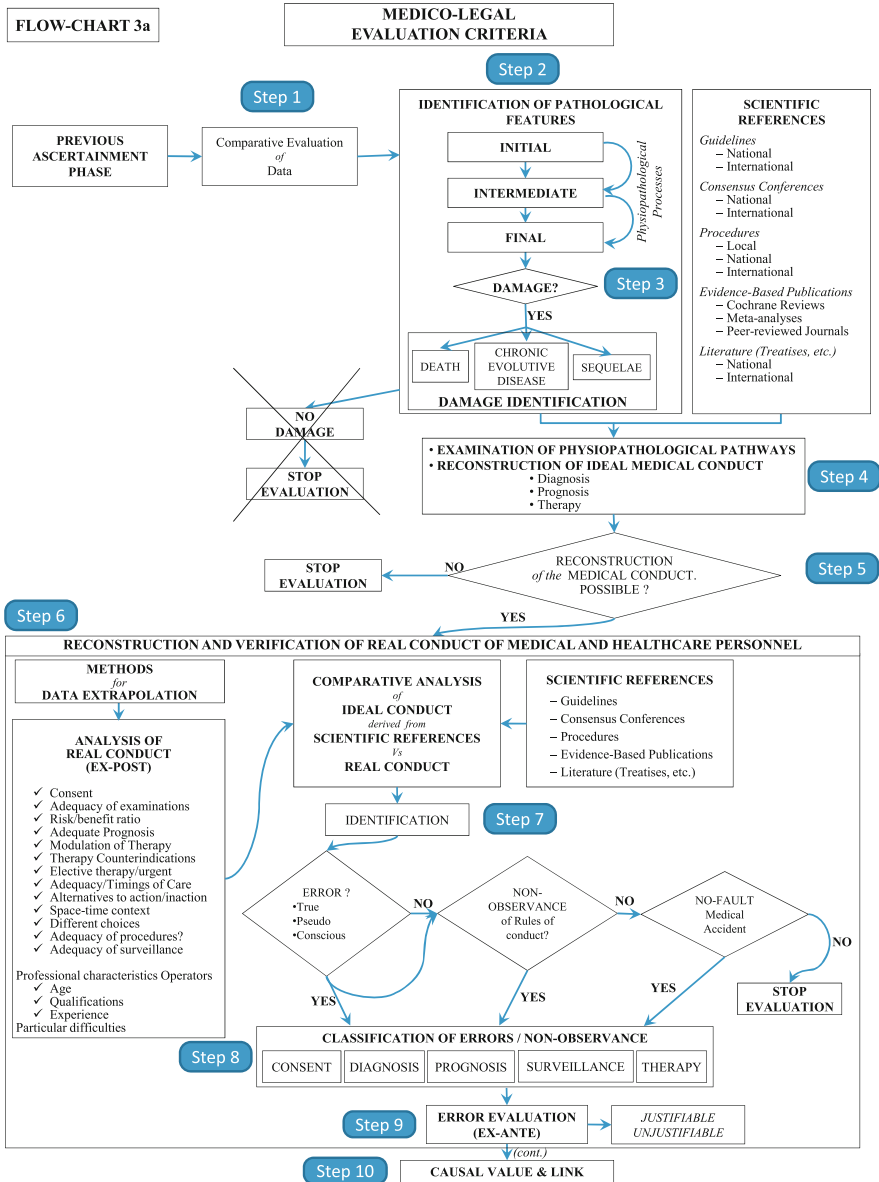 FLOW-CHART 3a
MEDICO-LEGAL
EVALUATION CRITERIA
Step 1
Step 2
PREVIOUS
ASCERTAINMENT
PHASE
Comparative Evaluation
of
Data
IDENTIFICATION OF PATHOLOGICAL
FEATURES
INITIAL
INTERMEDIATE
FINAL
Physiopathological
Processes
Step 3
DAMAGE?
YES
DEATH
CHRONIC
EVOLUTIVE
DISEASE
SEQUELAE
DAMAGE IDENTIFICATION
SCIENTIFIC
REFERENCES
Guidelines
– National
– International
Consensus Conferences
– National
– International
Procedures
– Local
– National
– International
Evidence-Based Publications
– Cochrane Reviews
– Meta-analyses
– Peer-reviewed Journals
Literature (Treatises, etc.)
– National
– International
NO
DAMAGE
STOP
EVALUATION
• EXAMINATION OF PHYSIOPATHOLOGICAL PATHWAYS
• RECONSTRUCTION OF IDEAL MEDICAL CONDUCT
• Diagnosis
• Prognosis
• Therapy
Step 4
RECONSTRUCTION
of the MEDICAL CONDUCT.
POSSIBLE ?
Step 5
NO
STOP
EVALUATION
YES
Step 6
RECONSTRUCTION AND VERIFICATION OF REAL CONDUCT OF MEDICAL AND HEALTHCARE PERSONNEL
METHODS
for
DATA EXTRAPOLATION
ANALYSIS OF
REAL CONDUCT
(EX-POST)
✓ Consent
✓ Adequacy of examinations
✓ Risk/benefit ratio
✓ Adequate Prognosis
✓ Modulation of Therapy
✓ Therapy Counterindications
✓ Elective therapy/urgent
✓ Adequacy/Timings of Care
✓ Alternatives to action/inaction
✓ Space-time context
✓ Different choices
✓ Adequacy of procedures?
✓ Adequacy of surveillance
Professional characteristics Operators
✓ Age
✓ Qualifications
✓ Experience
Particular difficulties
COMPARATIVE ANALYSIS
of
IDEAL CONDUCT
derived from
SCIENTIFIC REFERENCES
Vs
REAL CONDUCT
SCIENTIFIC REFERENCES
– Guidelines
– Consensus Conferences
– Procedures
– Evidence-Based Publications
– Literature (Treatises, etc.)
IDENTIFICATION
Step 7
ERROR ?
•True
•Pseudo
•Conscious
NO
NON-
OBSERVANCE
of Rules of
conduct?
NO
NO-FAULT
Medical
Accident
NO
STOP
EVALUATION
YES
YES
YES
Step 8
CLASSIFICATION OF ERRORS / NON-OBSERVANCE
CONSENT
DIAGNOSIS
PROGNOSIS
SURVEILLANCE
THERAPY
Step 9
ERROR EVALUATION
(EX-ANTE)
JUSTIFIABLE
UNJUSTIFIABLE
(cont.)
Step 10
CAUSAL VALUE & LINK